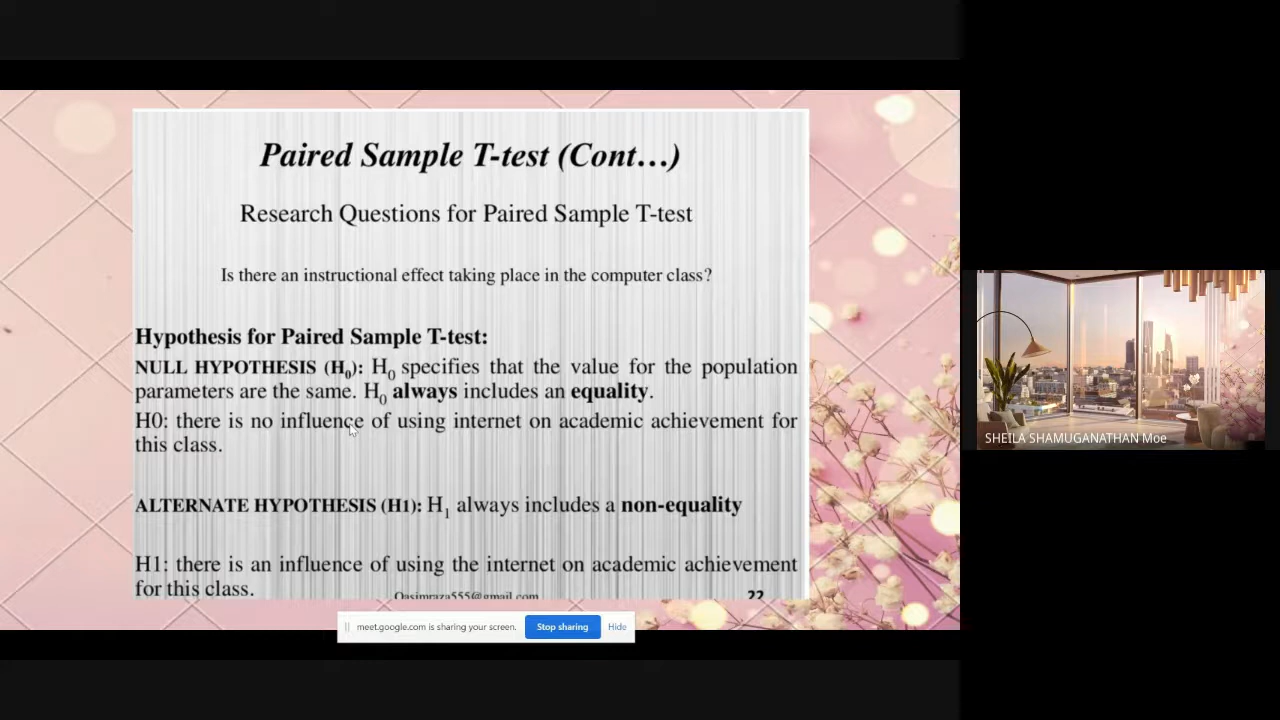 Paired Sample T-test (Cont…)
Research Questions for Paired Sample T-test
Is there an instructional effect taking place in the computer class?
Hypothesis for Paired Sample T-test:
NULL HYPOTHESIS (H0): H0 specifies that the value for the population
parameters are the same. H0 always includes an equality.
H0: there is no influence of using internet on academic achievement for
this class.
ALTERNATE HYPOTHESIS (H1): H1 always includes a non-equality
H1: there is an influence of using the internet on academic achievement
for this class.
Qasimraza555@gmail.com 22
meet.google.com is sharing your screen. Stop sharing Hide
SHEILA SHAMUGANATHAN Moe